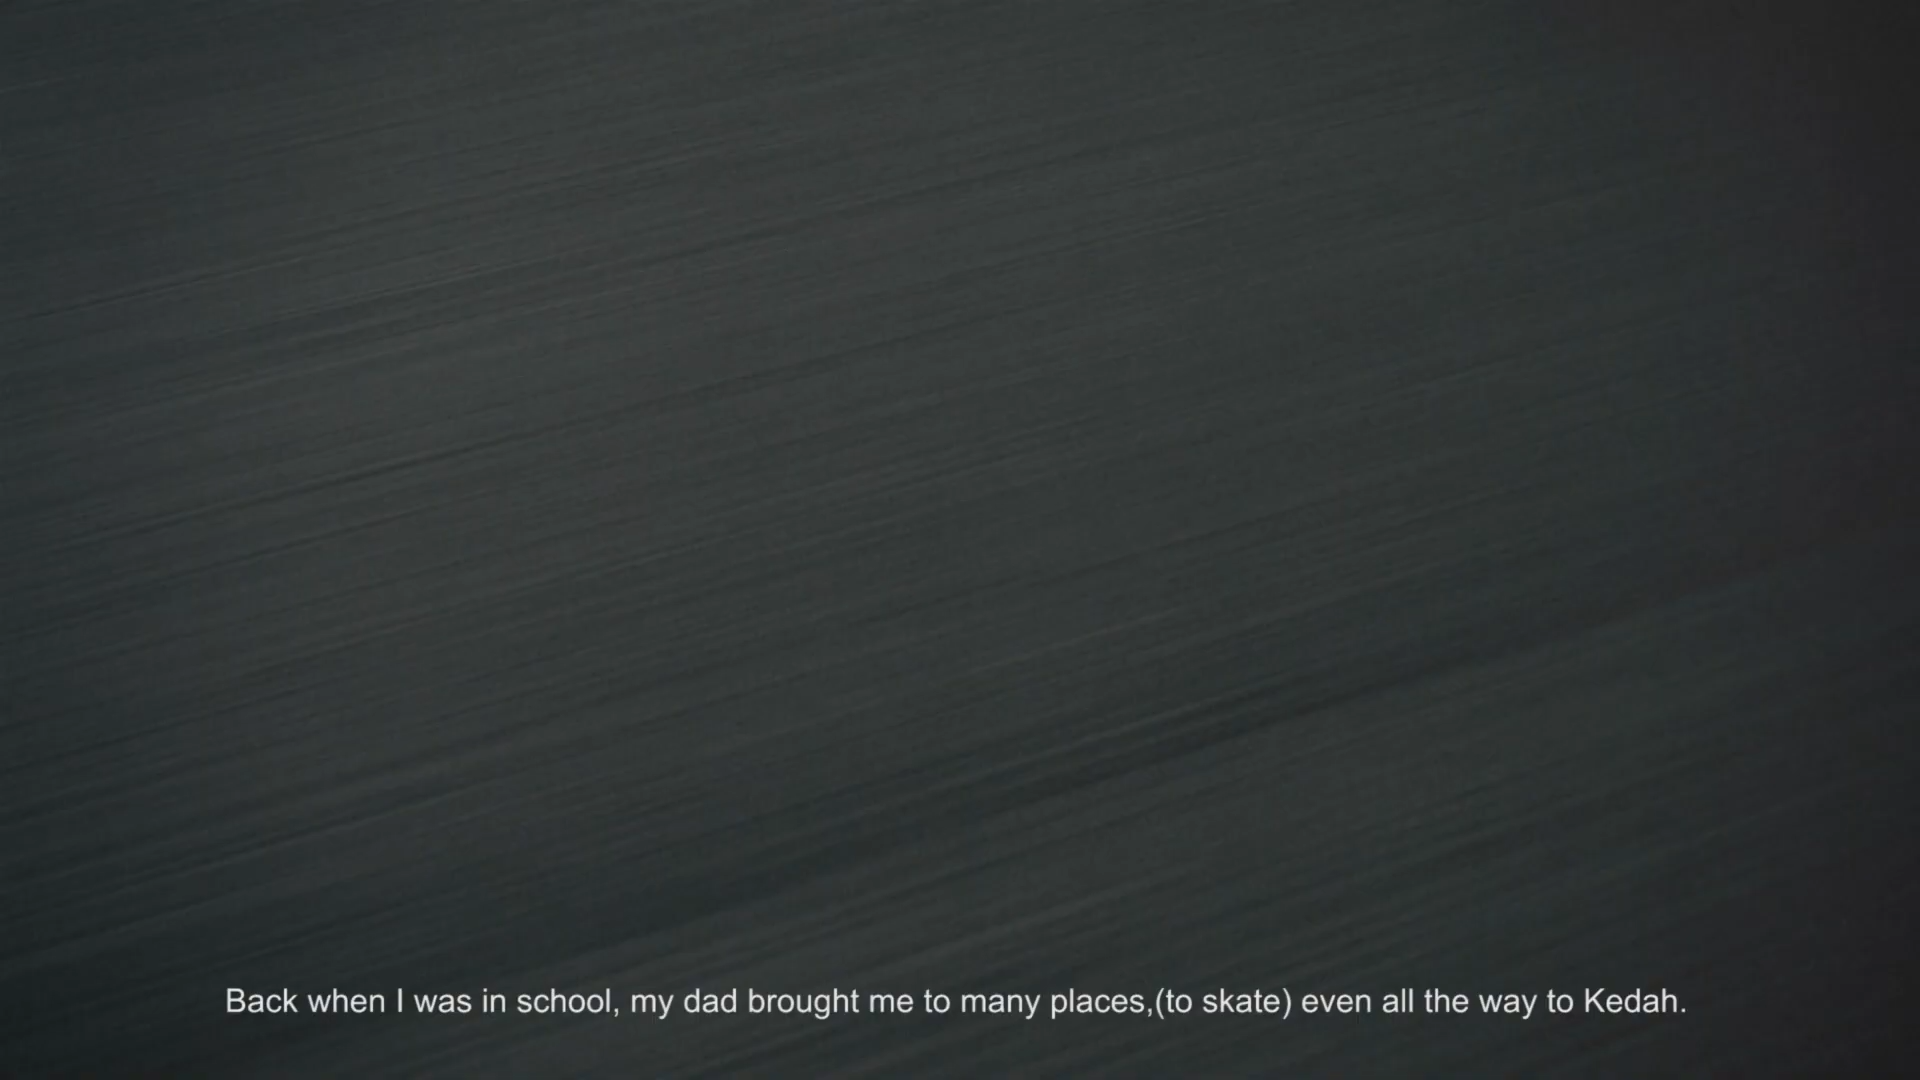 Back when I was in school, my dad brought me to many places,(to skate) even all the way to Kedah.